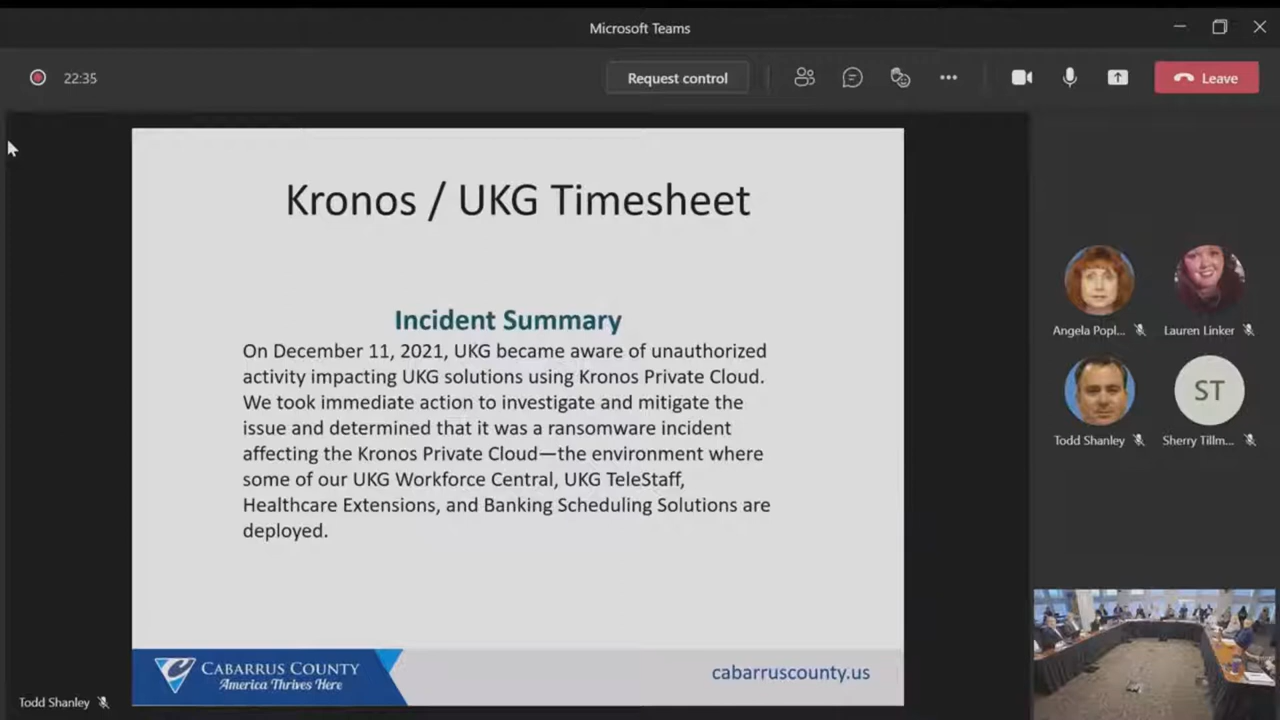 Microsoft Teams
22:35
Request control
Leave
Kronos / UKG Timesheet
Incident Summary
On December 11, 2021, UKG became aware of unauthorized
activity impacting UKG solutions using Kronos Private Cloud.
We took immediate action to investigate and mitigate the
issue and determined that it was a ransomware incident
affecting the Kronos Private Cloud—the environment where
some of our UKG Workforce Central, UKG TeleStaff,
Healthcare Extensions, and Banking Scheduling Solutions are
deployed.
CABARRUS COUNTY
America Thrives Here
cabarruscounty.us
Angela Popl...
Lauren Linker
Todd Shanley
ST
Sherry Tillm...
Todd Shanley